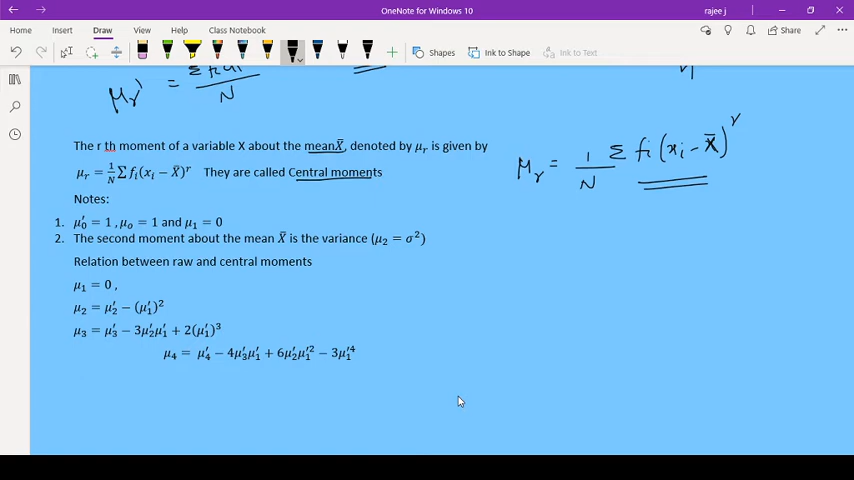 OneNote for Windows 10
rajee j
Home Insert Draw View Help Class Notebook
Shapes Ink to Shape Ink to Text
μr' = Σ fi / N
The r th moment of a variable X about the mean X̄, denoted by μᵣ is given by
μᵣ = 1/N ∑ fᵢ(xᵢ − X̄)ʳ They are called Central moments
μr = 1/N Σ fi (xi − X̄)^r
Notes:
1. μ₀′ = 1 , μₒ = 1 and μ₁ = 0
2. The second moment about the mean X̄ is the variance (μ₂ = σ²)
Relation between raw and central moments
μ₁ = 0 ,
μ₂ = μ₂′ − (μ₁′)²
μ₃ = μ₃′ − 3μ₂′μ₁′ + 2(μ₁′)³
μ₄ = μ₄′ − 4μ₃′μ₁′ + 6μ₂′μ₁′² − 3μ₁′⁴